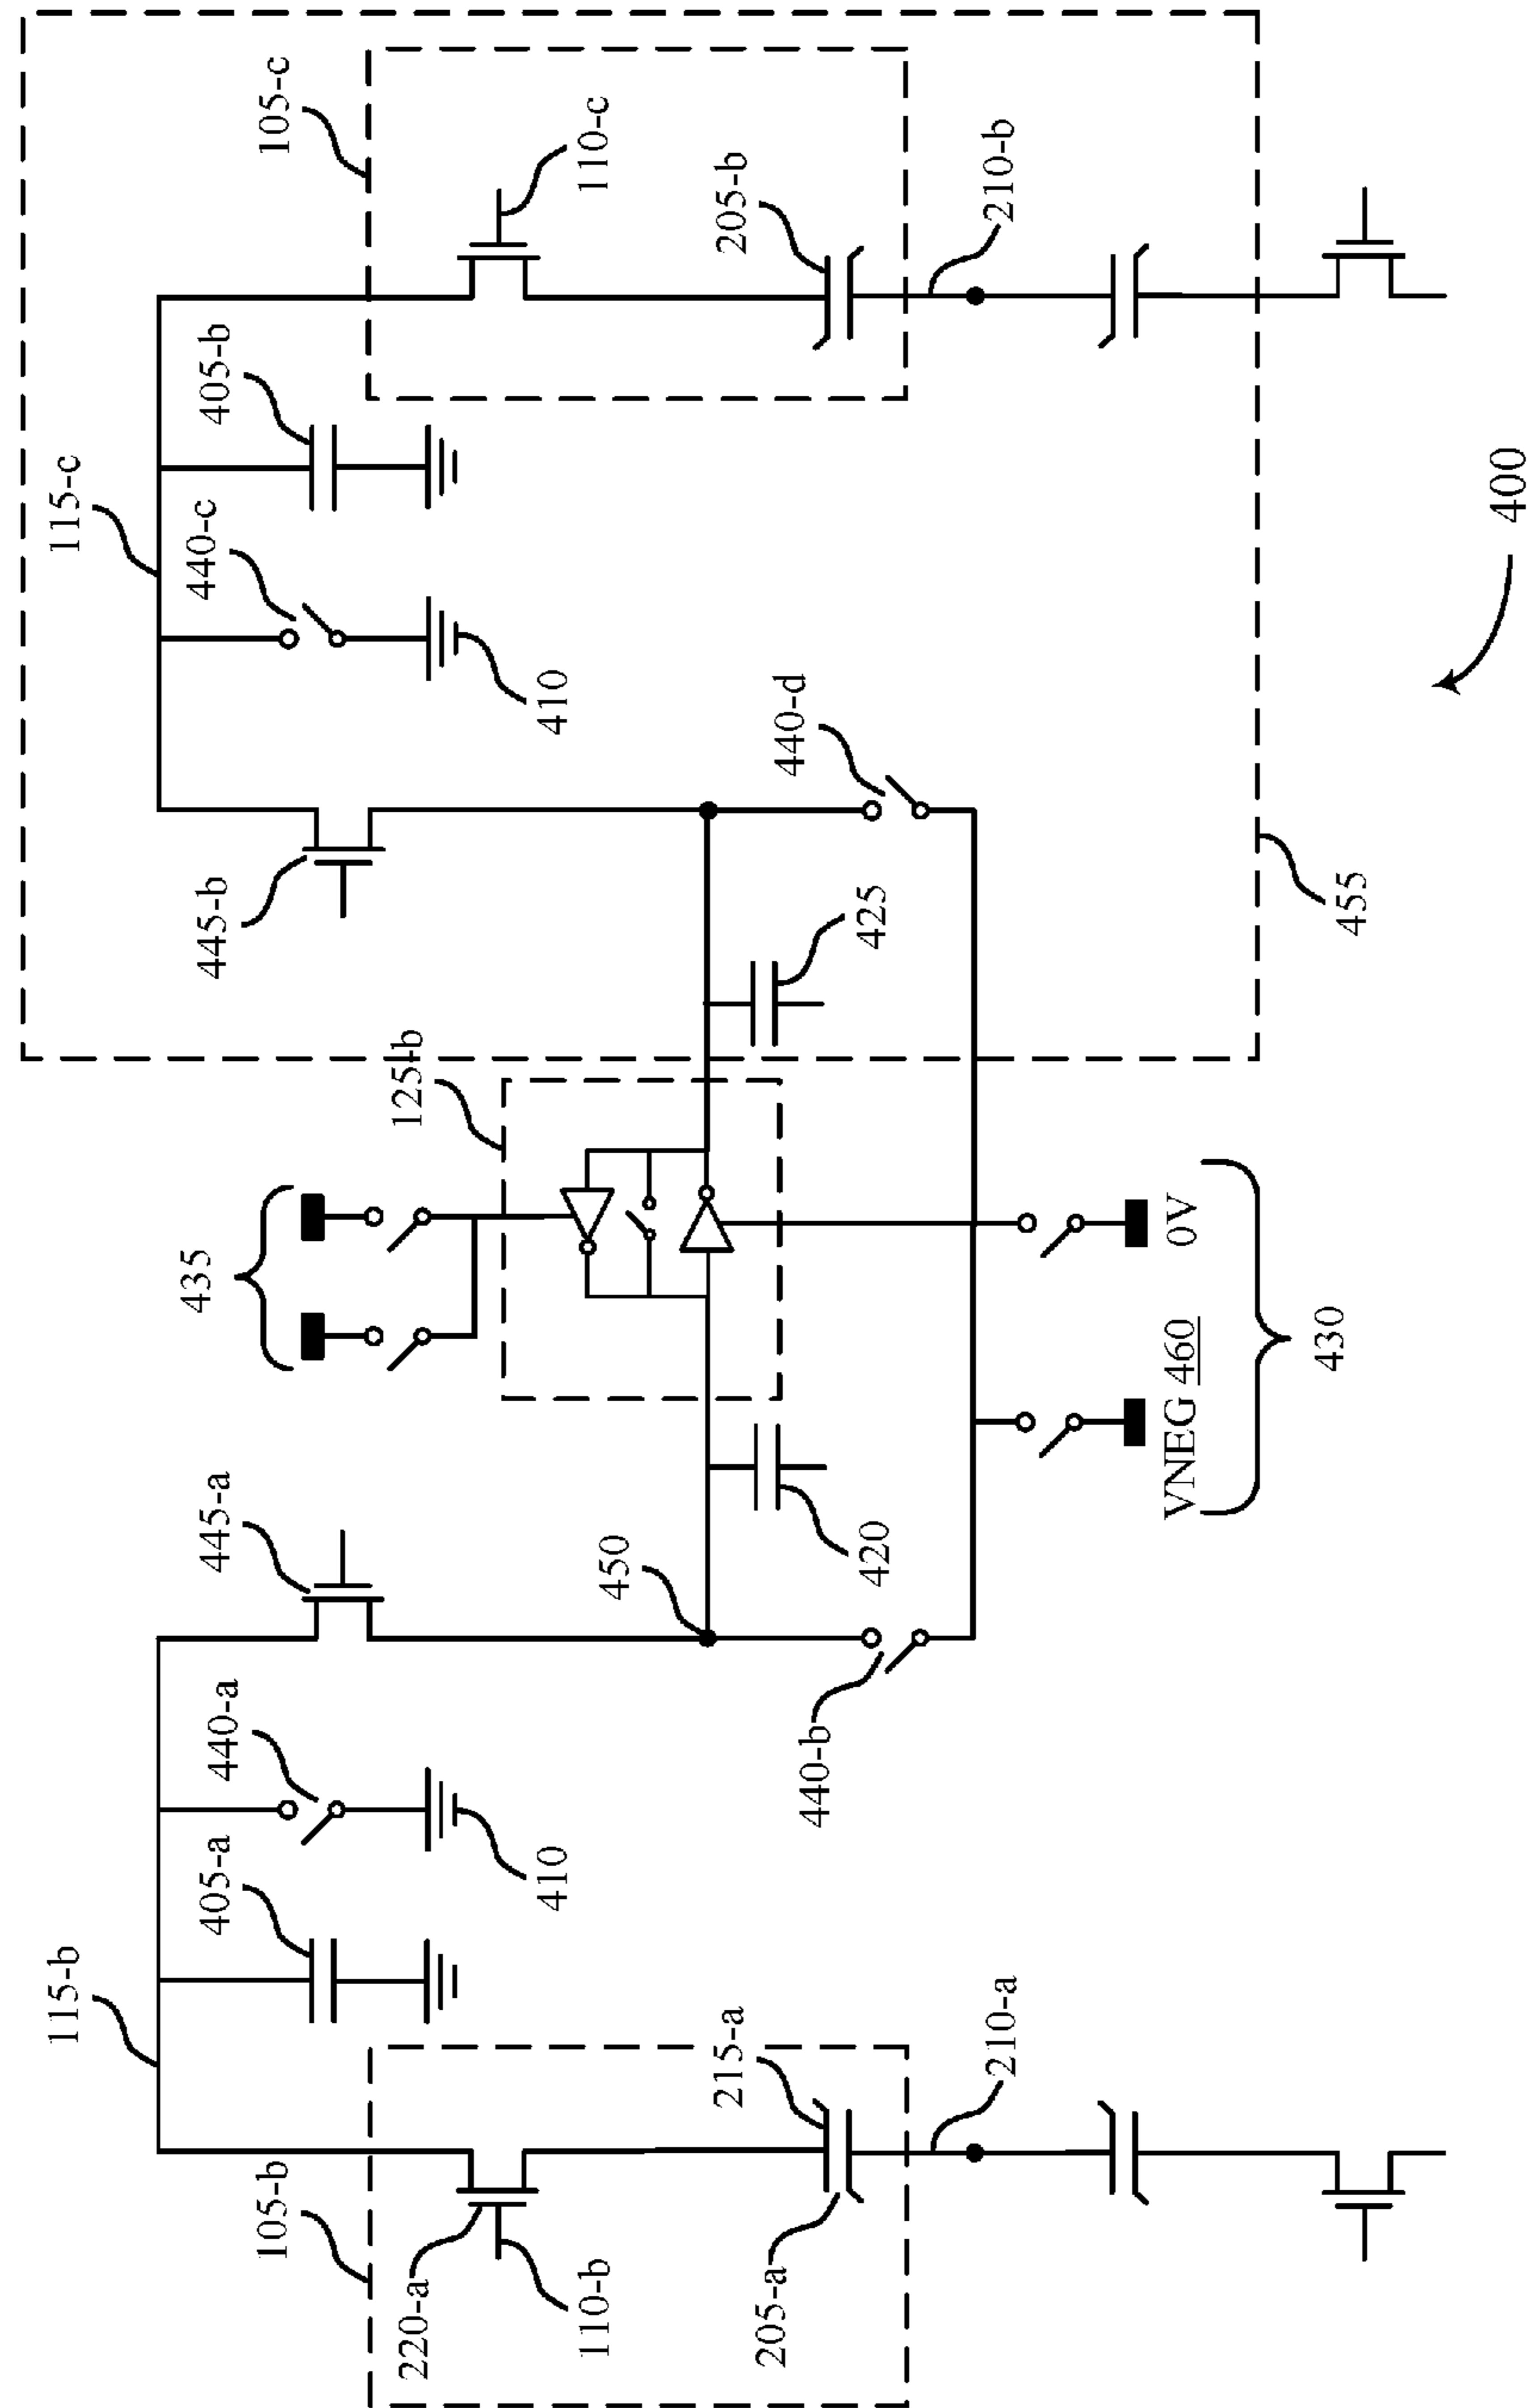 115-b
405-a
440-a
445-a
435
125-b
445-b
115-c
440-c
405-b
105-c
105-b
220-a
110-b
215-a
205-a
210-a
410
450
440-b
420
425
410
440-d
110-c
205-b
210-b
VNEG 460
0V
430
455
400